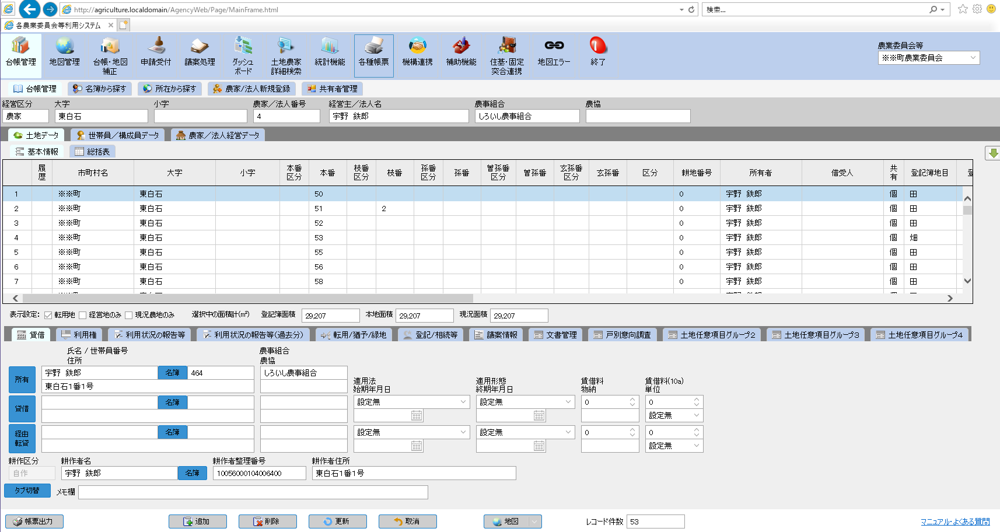 http://agriculture.localdomain/AgencyWeb/Page/MainFrame.html
検索...
各農業委員会等利用システム
台帳管理 地図管理 台帳・地図補正 申請受付 議案処理 ダッシュボード 土地農家詳細検索 統計機能 各種帳票 機構連携 補助機能 住基・固定突合連携 地図エラー 終了
農業委員会等
※※町農業委員会
台帳管理 名簿から探す 所在から探す 農家/法人新規登録 共有者管理
経営区分 大字 小字 農家／法人番号 経営主／法人名 農事組合 農協
農家 東白石 4 宇野 鉄郎 しろいし農事組合
土地データ 世帯員／構成員データ 農家／法人経営データ
基本情報 総括表
履歴 市町村名 大字 小字 本番区分 本番 枝番区分 枝番 孫番区分 孫番 曽孫番区分 曽孫番 玄孫番区分 玄孫番 区分 耕地番号 所有者 借受人 共有 登記簿地目 登
1 ※※町 東白石 50 0 宇野 鉄郎 個 田
2 ※※町 東白石 51 2 0 宇野 鉄郎 個 田
3 ※※町 東白石 52 0 宇野 鉄郎 個 田
4 ※※町 東白石 53 0 宇野 鉄郎 個 畑
5 ※※町 東白石 55 0 宇野 鉄郎 個 田
6 ※※町 東白石 56 0 宇野 鉄郎 個 田
7 ※※町 東白石 58 0 宇野 鉄郎 個 田
表示設定: 転用地 経営地のみ 現況農地のみ 選択中の面積計(㎡) 登記簿面積 29,207 本地面積 29,207 現況面積 29,207
貸借 利用権 利用状況の報告等 利用状況の報告等(過去分) 転用/猶予/緑地 登記/相続等 議案情報 文書管理 戸別意向調査 土地任意項目グループ2 土地任意項目グループ3 土地任意項目グループ4
氏名 / 世帯員番号 農事組合
住所 農協
所有 宇野 鉄郎 名簿 464 しろいし農事組合
東白石1番1号
適用法 適用形態 賃借料 賃借料(10a)
始期年月日 終期年月日 物納 単位
貸借 名簿 設定無 設定無 0 0
設定無
経由転貸 名簿 設定無 設定無 0 0
設定無
耕作区分 耕作者名 耕作者整理番号 耕作者住所
自作 宇野 鉄郎 名簿 10056000104006400 東白石1番1号
タブ切替 メモ欄
帳票出力 追加 削除 更新 取消 地図 レコード件数 53 マニュアル・よくある質問